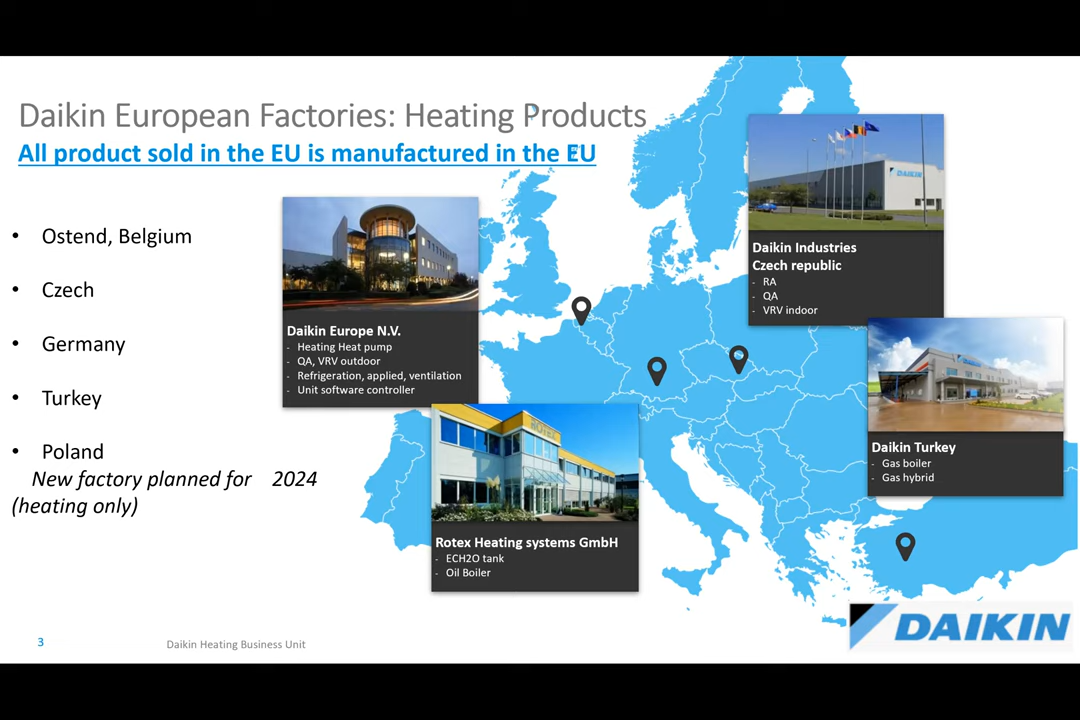 Daikin European Factories: Heating Products
All product sold in the EU is manufactured in the EU
• Ostend, Belgium
• Czech
• Germany
• Turkey
• Poland
New factory planned for 2024
(heating only)
Daikin Europe N.V.
- Heating Heat pump
- QA, VRV outdoor
- Refrigeration, applied, ventilation
- Unit software controller
ROTEX
Rotex Heating systems GmbH
- ECH2O tank
- Oil Boiler
DAIKIN
Daikin Industries
Czech republic
- RA
- QA
- VRV indoor
Daikin Turkey
- Gas boiler
- Gas hybrid
3
Daikin Heating Business Unit
DAIKIN